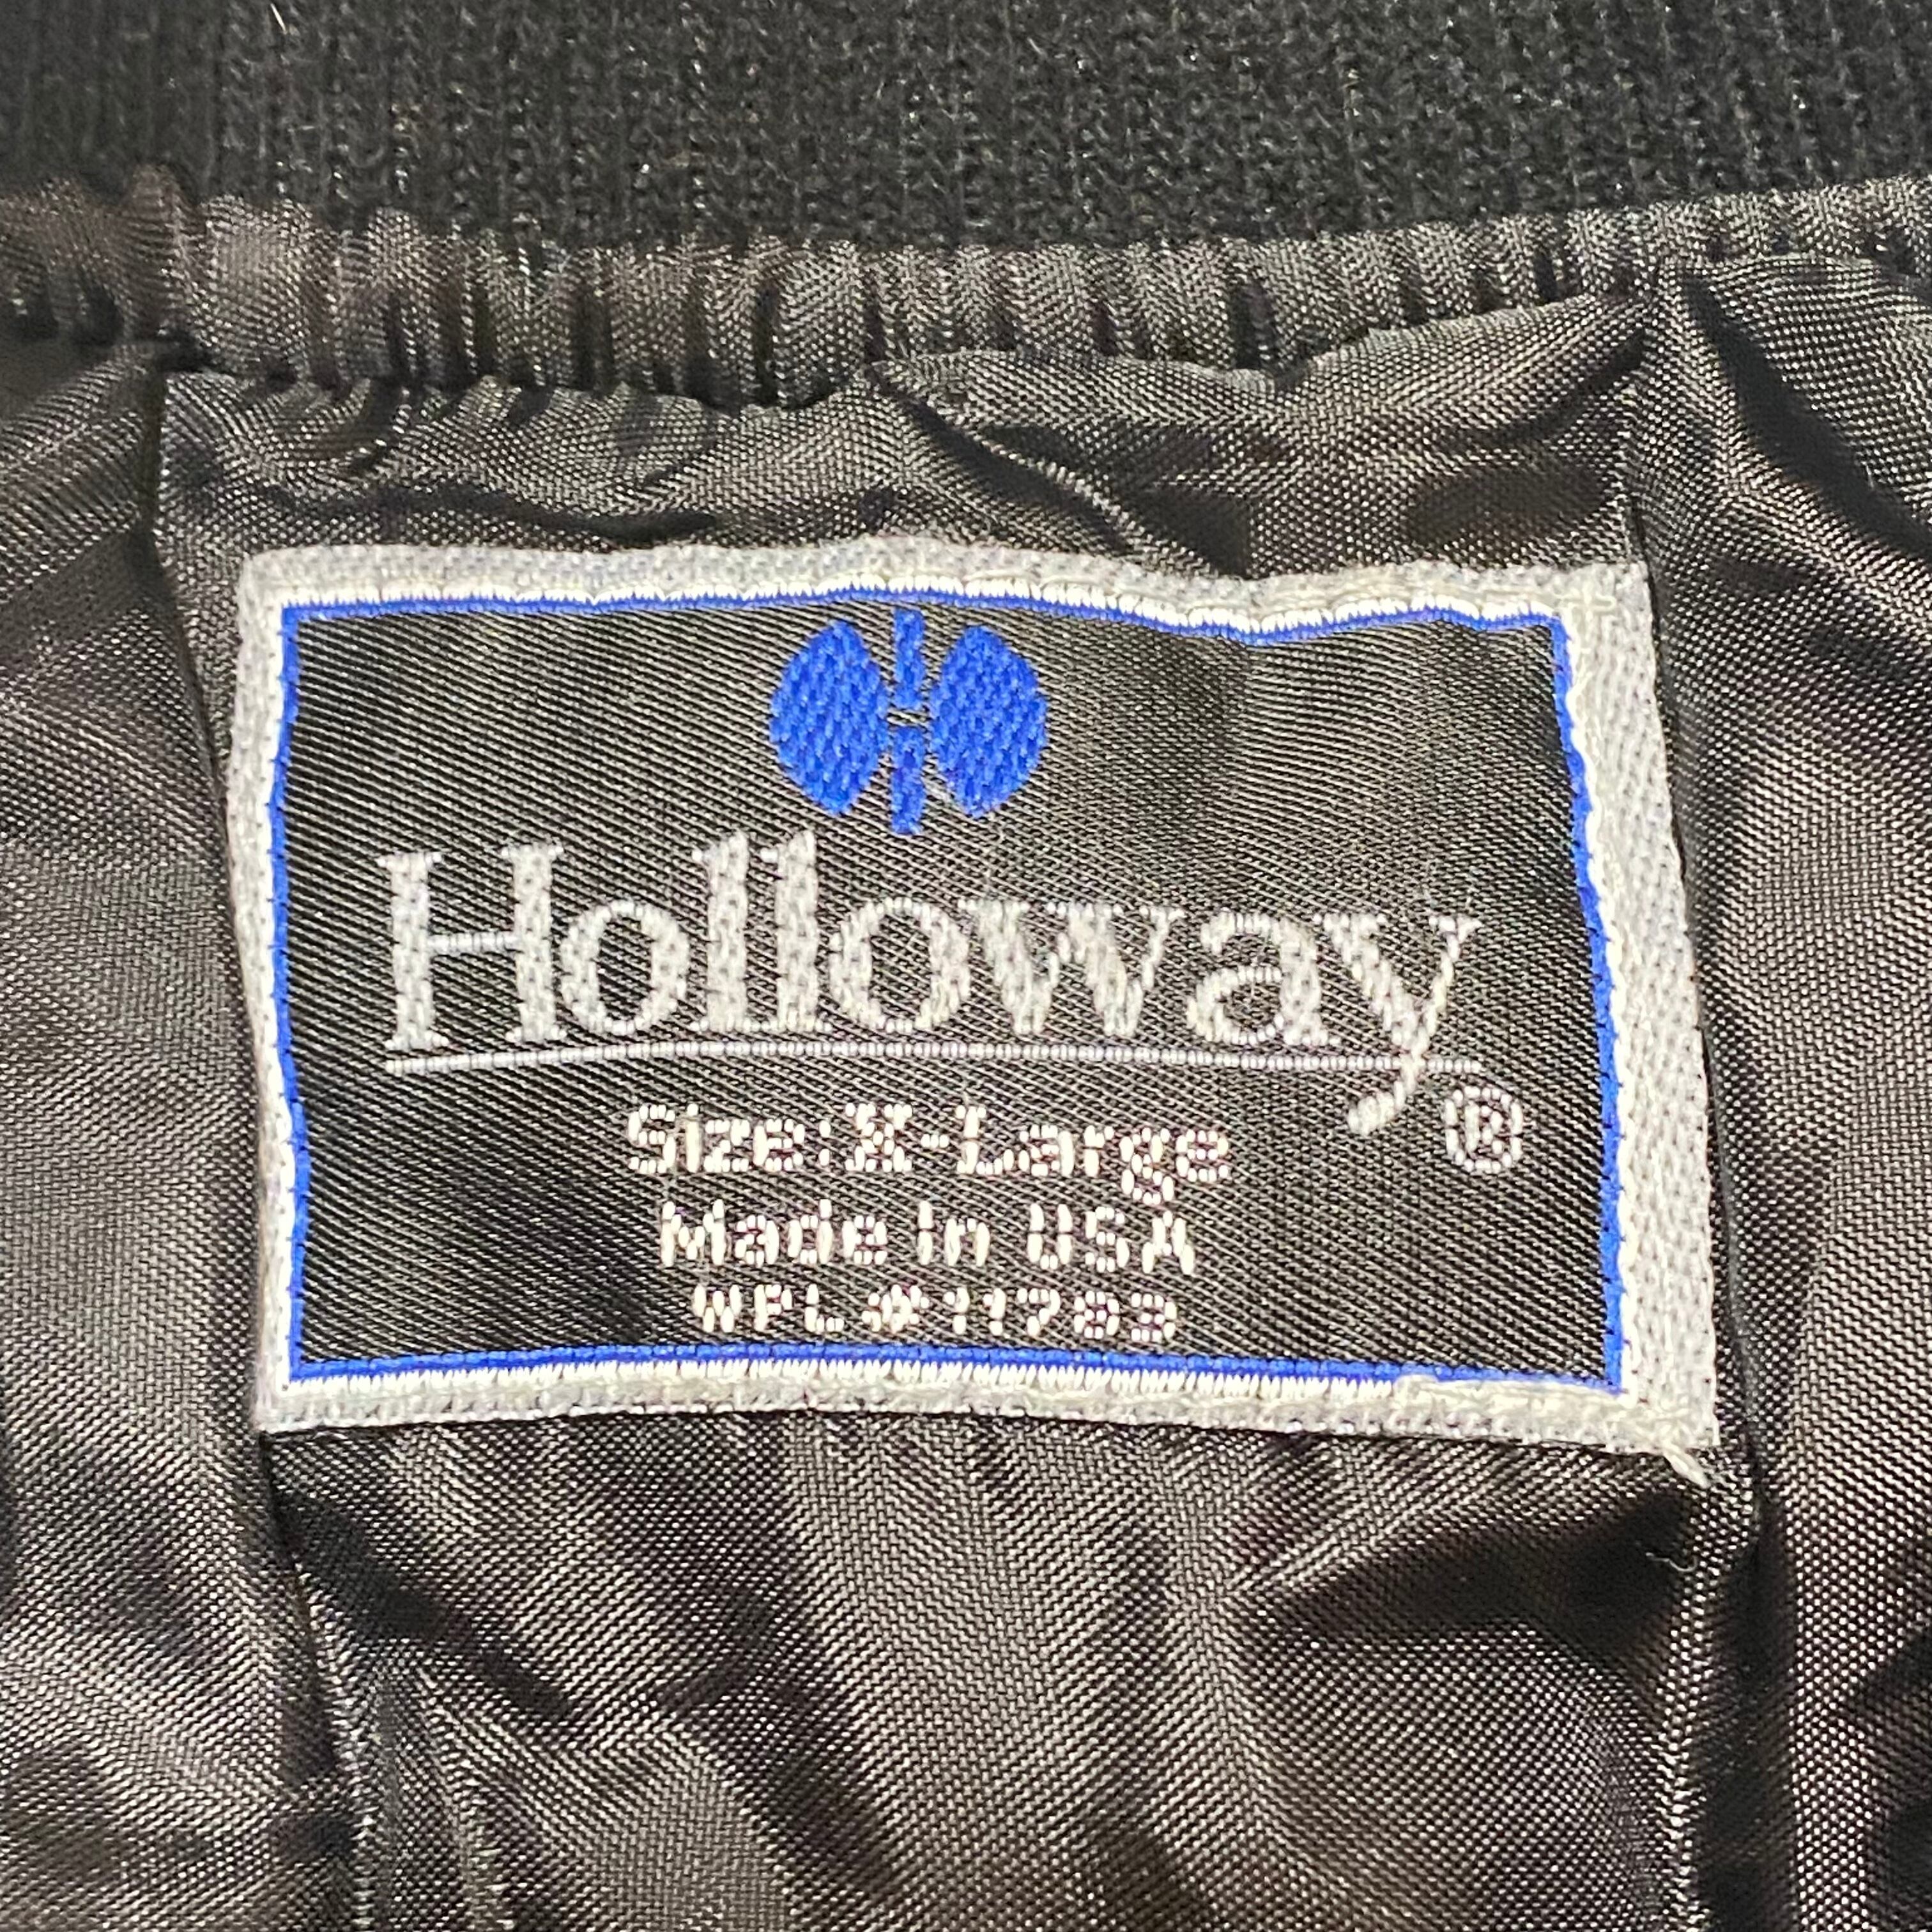 Holloway
®
Size: X-Large
Made in USA
WPL#11783